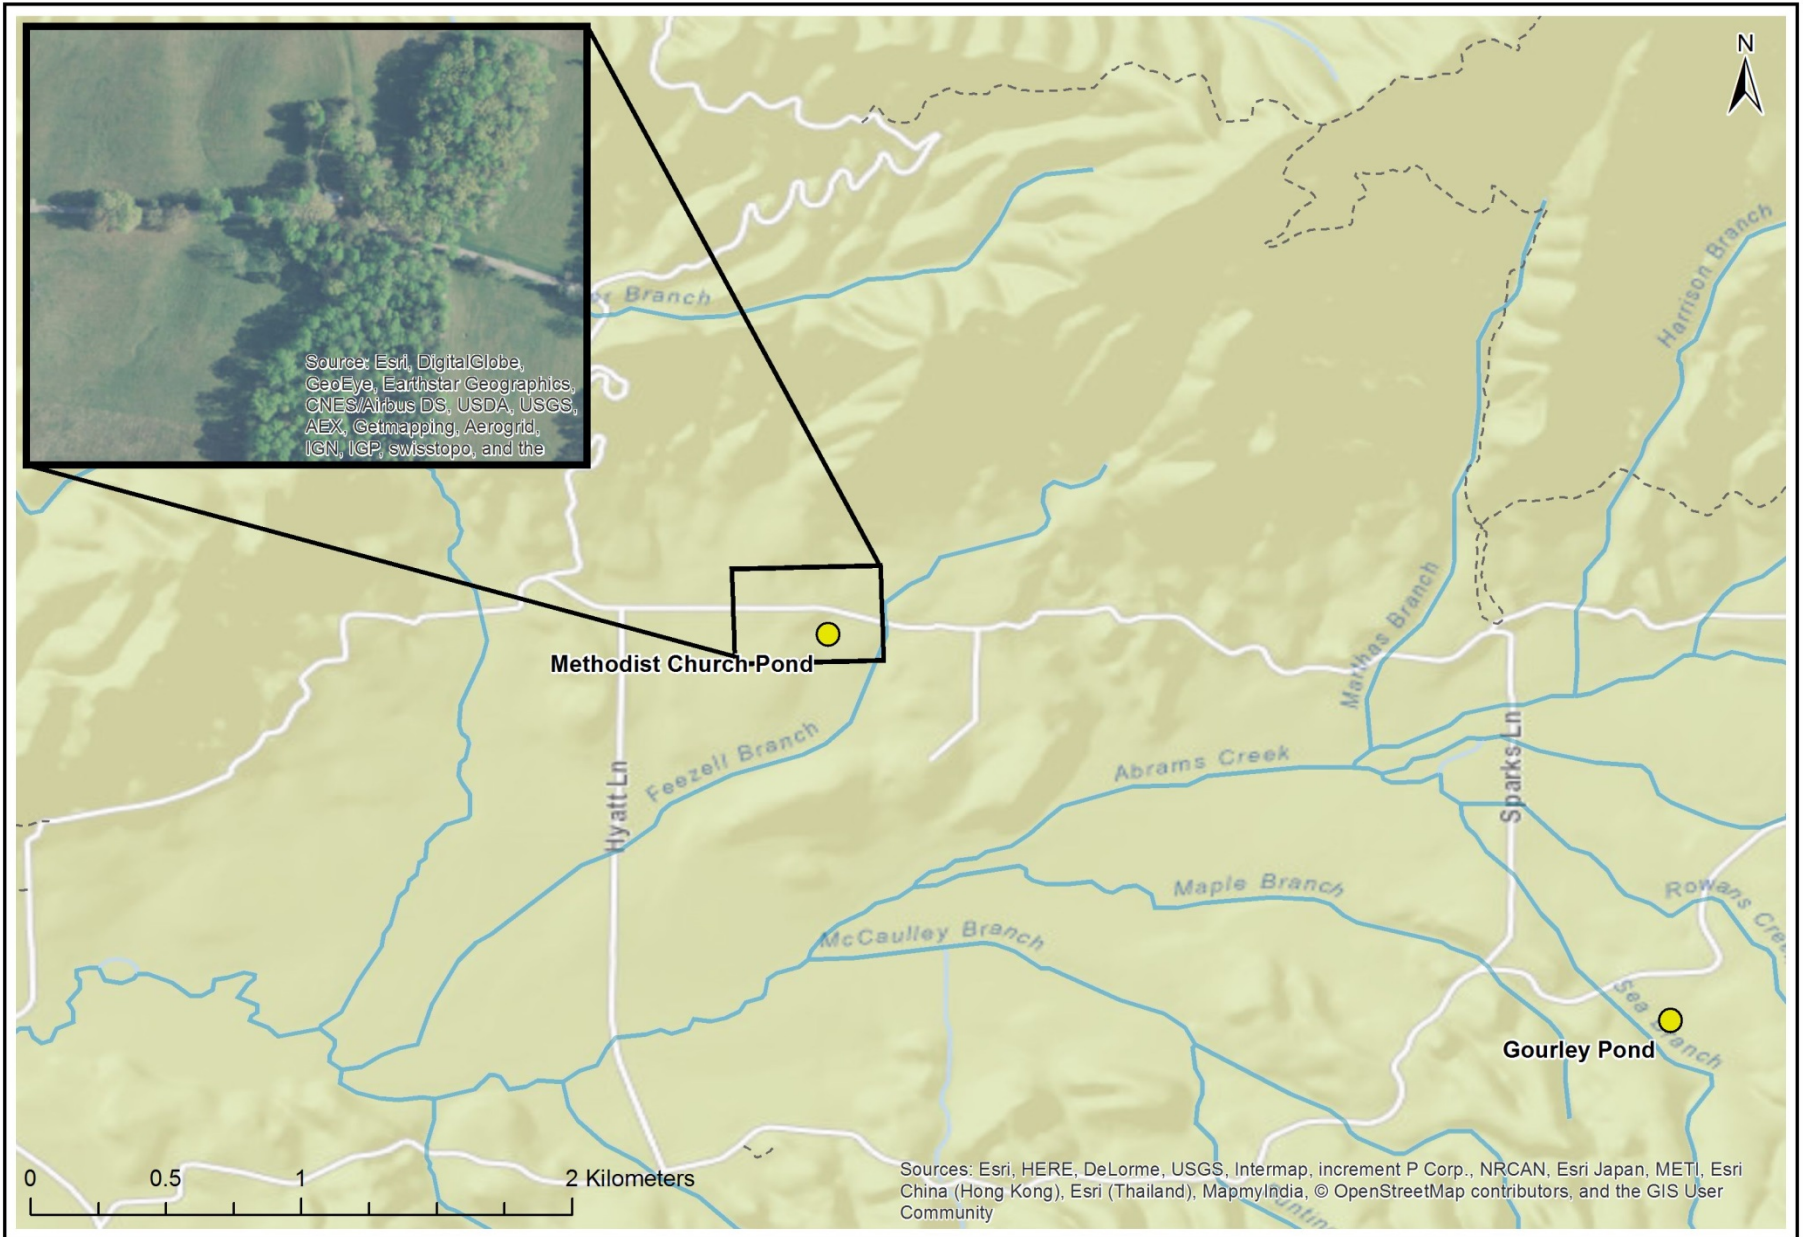 N
Source: Esri, DigitalGlobe,
GeoEye, Earthstar Geographics,
CNES/Airbus DS, USDA, USGS,
AEX, Getmapping, Aerogrid,
IGN, IGP, swisstopo, and the
Branch
Harrison Branch
Marthas Branch
Methodist Church Pond
Feezell Branch
Hyatt Ln
Abrams Creek
Sparks Ln
Maple Branch
Rowans
McCaulley Branch
Sea Branch
Gourley Pond
0 0.5 1 2 Kilometers
Sources: Esri, HERE, DeLorme, USGS, Intermap, increment P Corp., NRCAN, Esri Japan, METI, Esri
China (Hong Kong), Esri (Thailand), MapmyIndia, © OpenStreetMap contributors, and the GIS User
Community